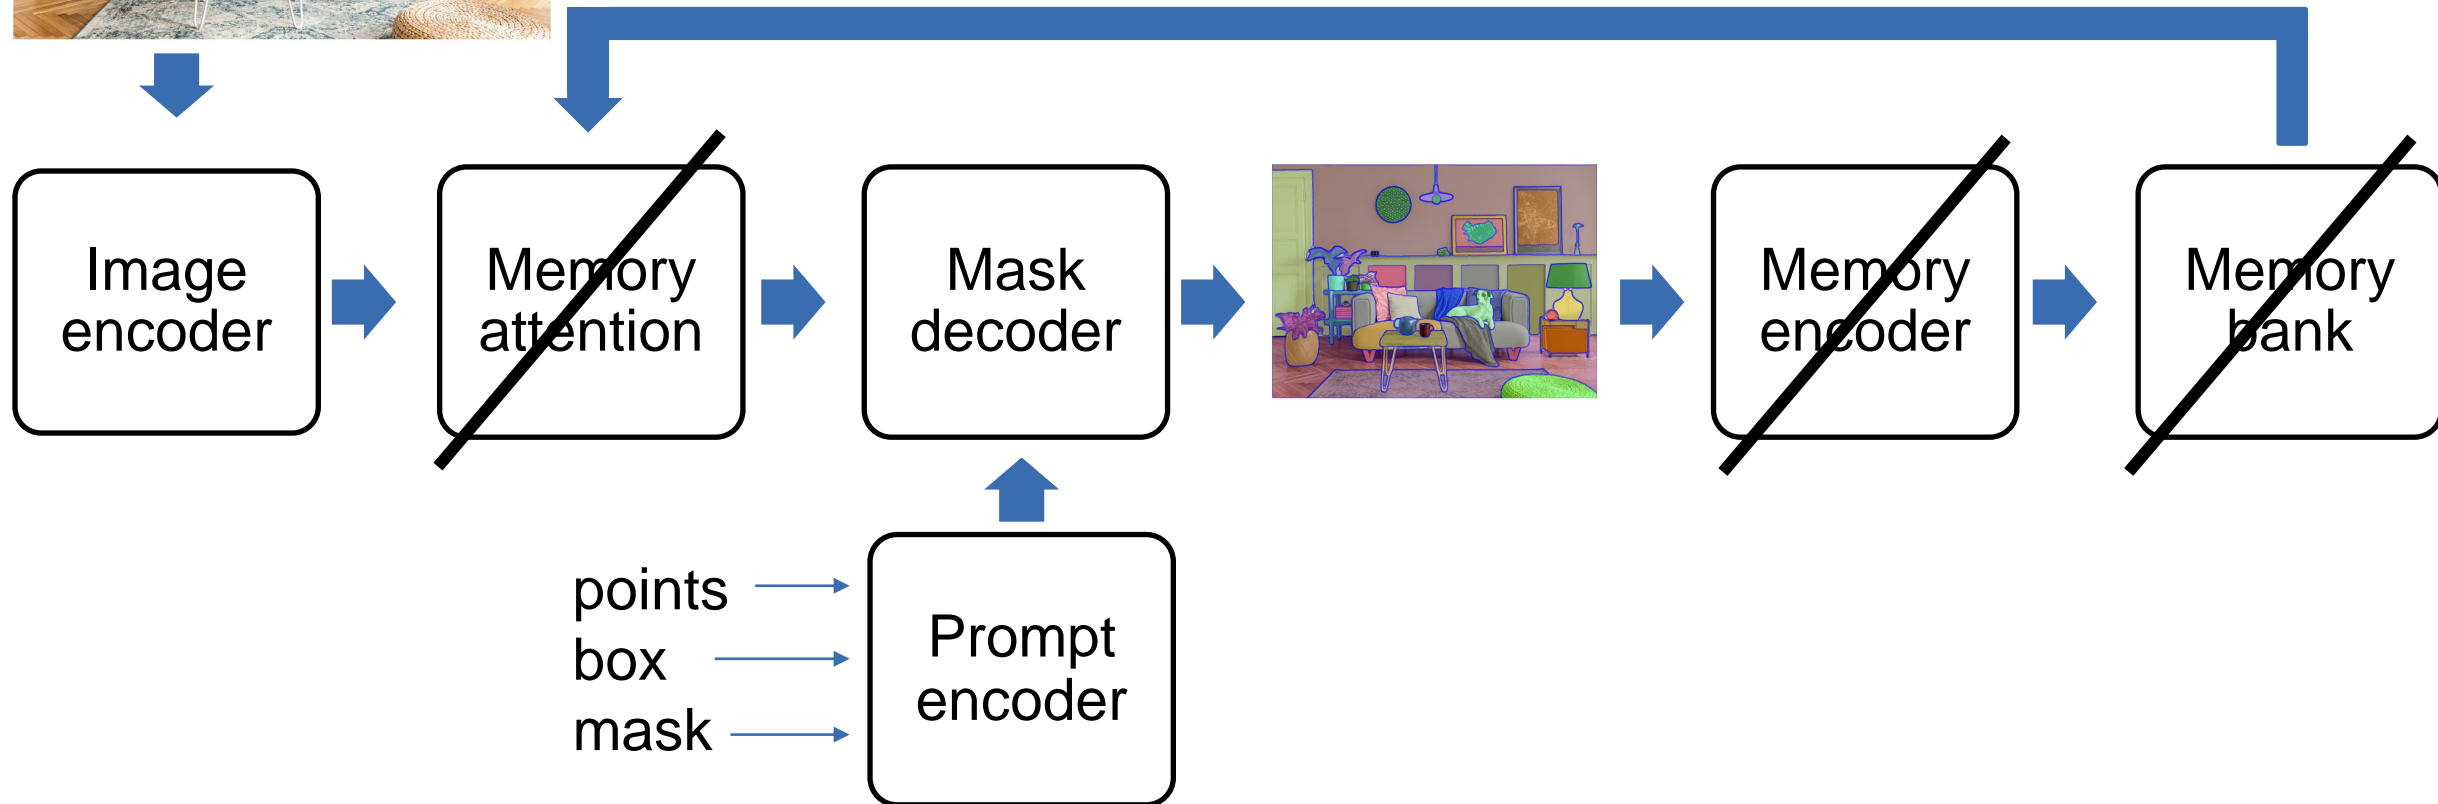 Image
encoder
Memory
attention
Mask
decoder
Memory
encoder
Memory
bank
points
box
mask
Prompt
encoder